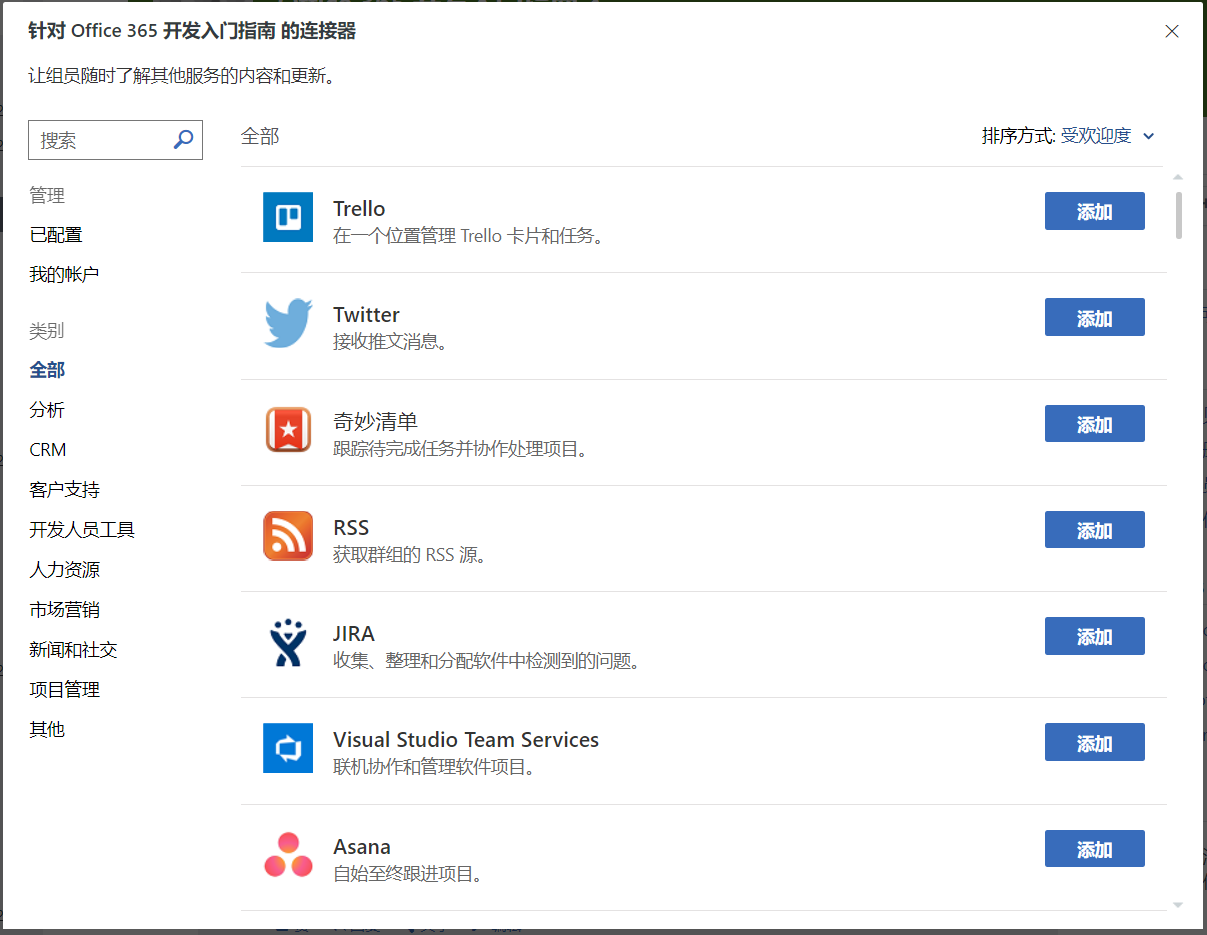 针对 Office 365 开发入门指南 的连接器
让组员随时了解其他服务的内容和更新。
搜索
管理
已配置
我的帐户
类别
全部
分析
CRM
客户支持
开发人员工具
人力资源
市场营销
新闻和社交
项目管理
其他
全部
排序方式: 受欢迎度
Trello
在一个位置管理 Trello 卡片和任务。
添加
Twitter
接收推文消息。
添加
奇妙清单
跟踪待完成任务并协作处理项目。
添加
RSS
获取群组的 RSS 源。
添加
JIRA
收集、整理和分配软件中检测到的问题。
添加
Visual Studio Team Services
联机协作和管理软件项目。
添加
Asana
自始至终跟进项目。
添加